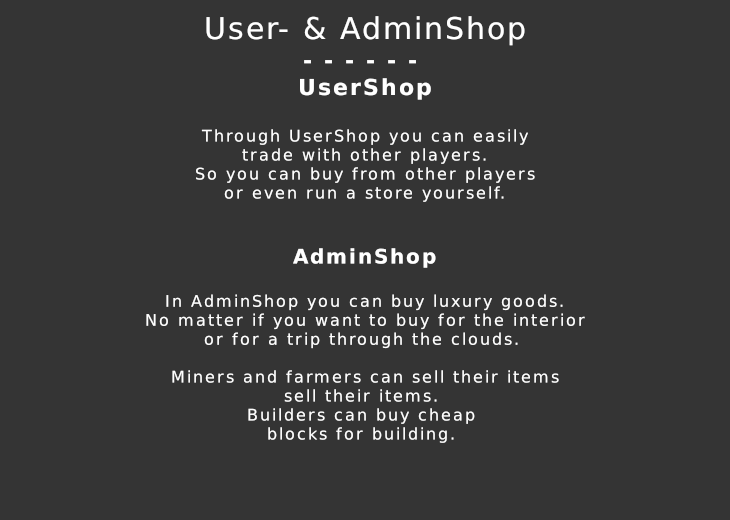 User- & AdminShop
- - - - - -
UserShop
Through UserShop you can easily
trade with other players.
So you can buy from other players
or even run a store yourself.
AdminShop
In AdminShop you can buy luxury goods.
No matter if you want to buy for the interior
or for a trip through the clouds.
Miners and farmers can sell their items
sell their items.
Builders can buy cheap
blocks for building.